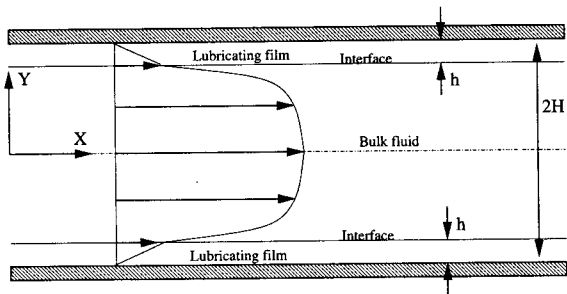 Lubricating film
Interface
h
Y
2H
X
Bulk fluid
h
Interface
Lubricating film